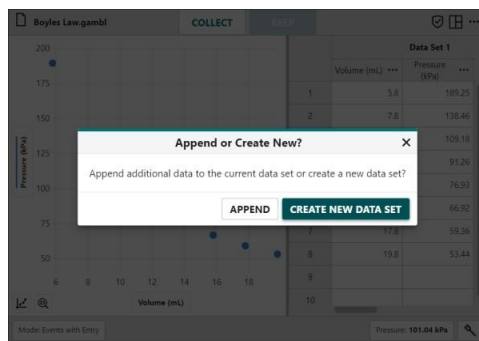 Boyles Law.gambl
COLLECT
KEEP
Data Set 1
Volume (mL) •••
Pressure (kPa) •••
200
175
150
125
100
75
50
Pressure (kPa)
1 5.8 189.25
2 7.8 138.46
109.18
91.26
76.93
66.92
7 17.8 59.36
8 19.8 53.44
9
10
Append or Create New? X
Append additional data to the current data set or create a new data set?
APPEND
CREATE NEW DATA SET
6 8 10 12 14 16 18
Volume (mL)
Mode: Events with Entry
Pressure: 101.04 kPa